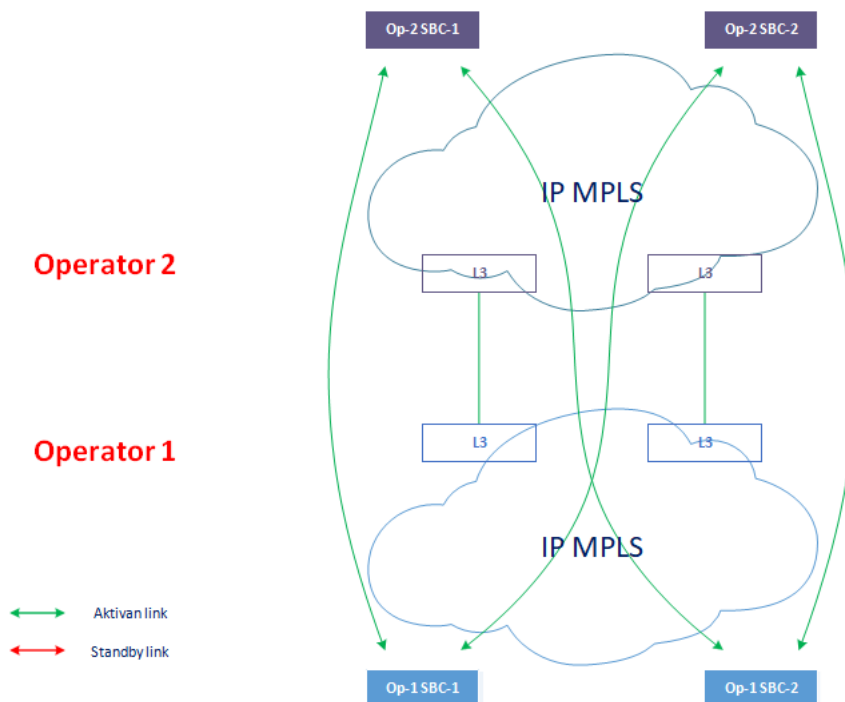 Op-2 SBC-1
Op-2 SBC-2
IP MPLS
Operator 2
L3
L3
Operator 1
L3
L3
IP MPLS
Aktivan link
Standby link
Op-1 SBC-1
Op-1 SBC-2